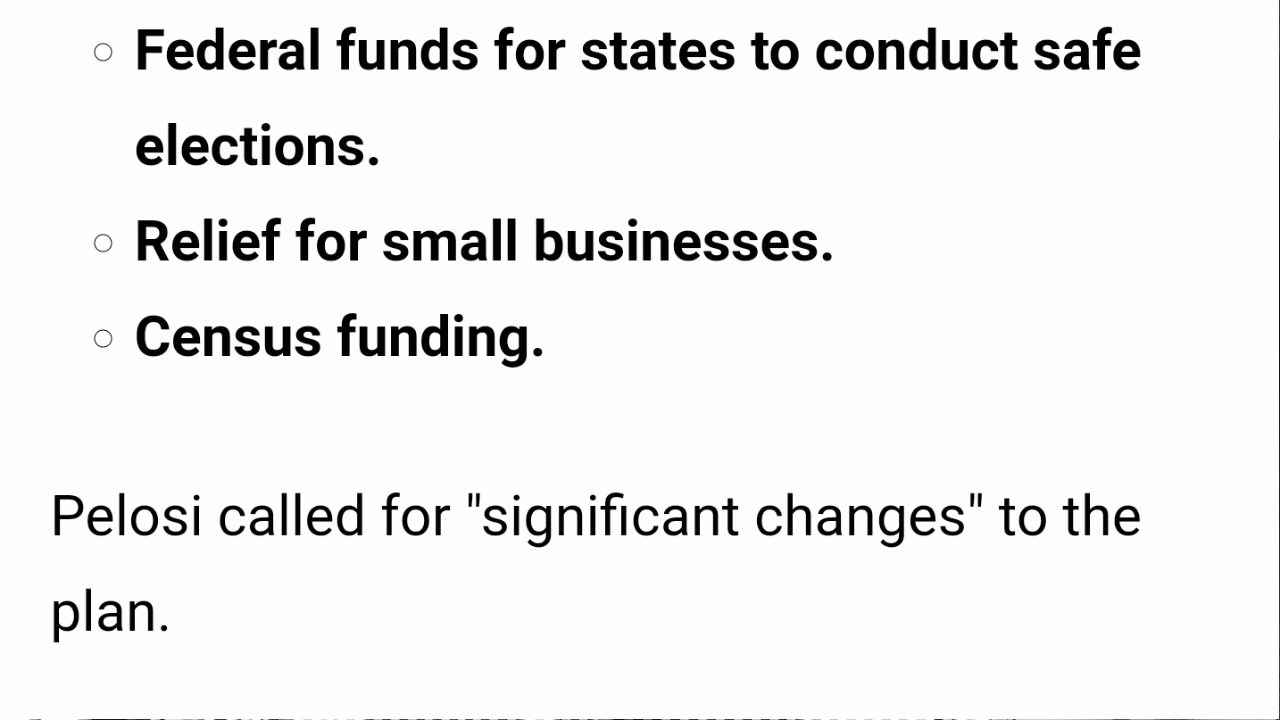 Federal funds for states to conduct safe
elections.
Relief for small businesses.
Census funding.
Pelosi called for "significant changes" to the
plan.